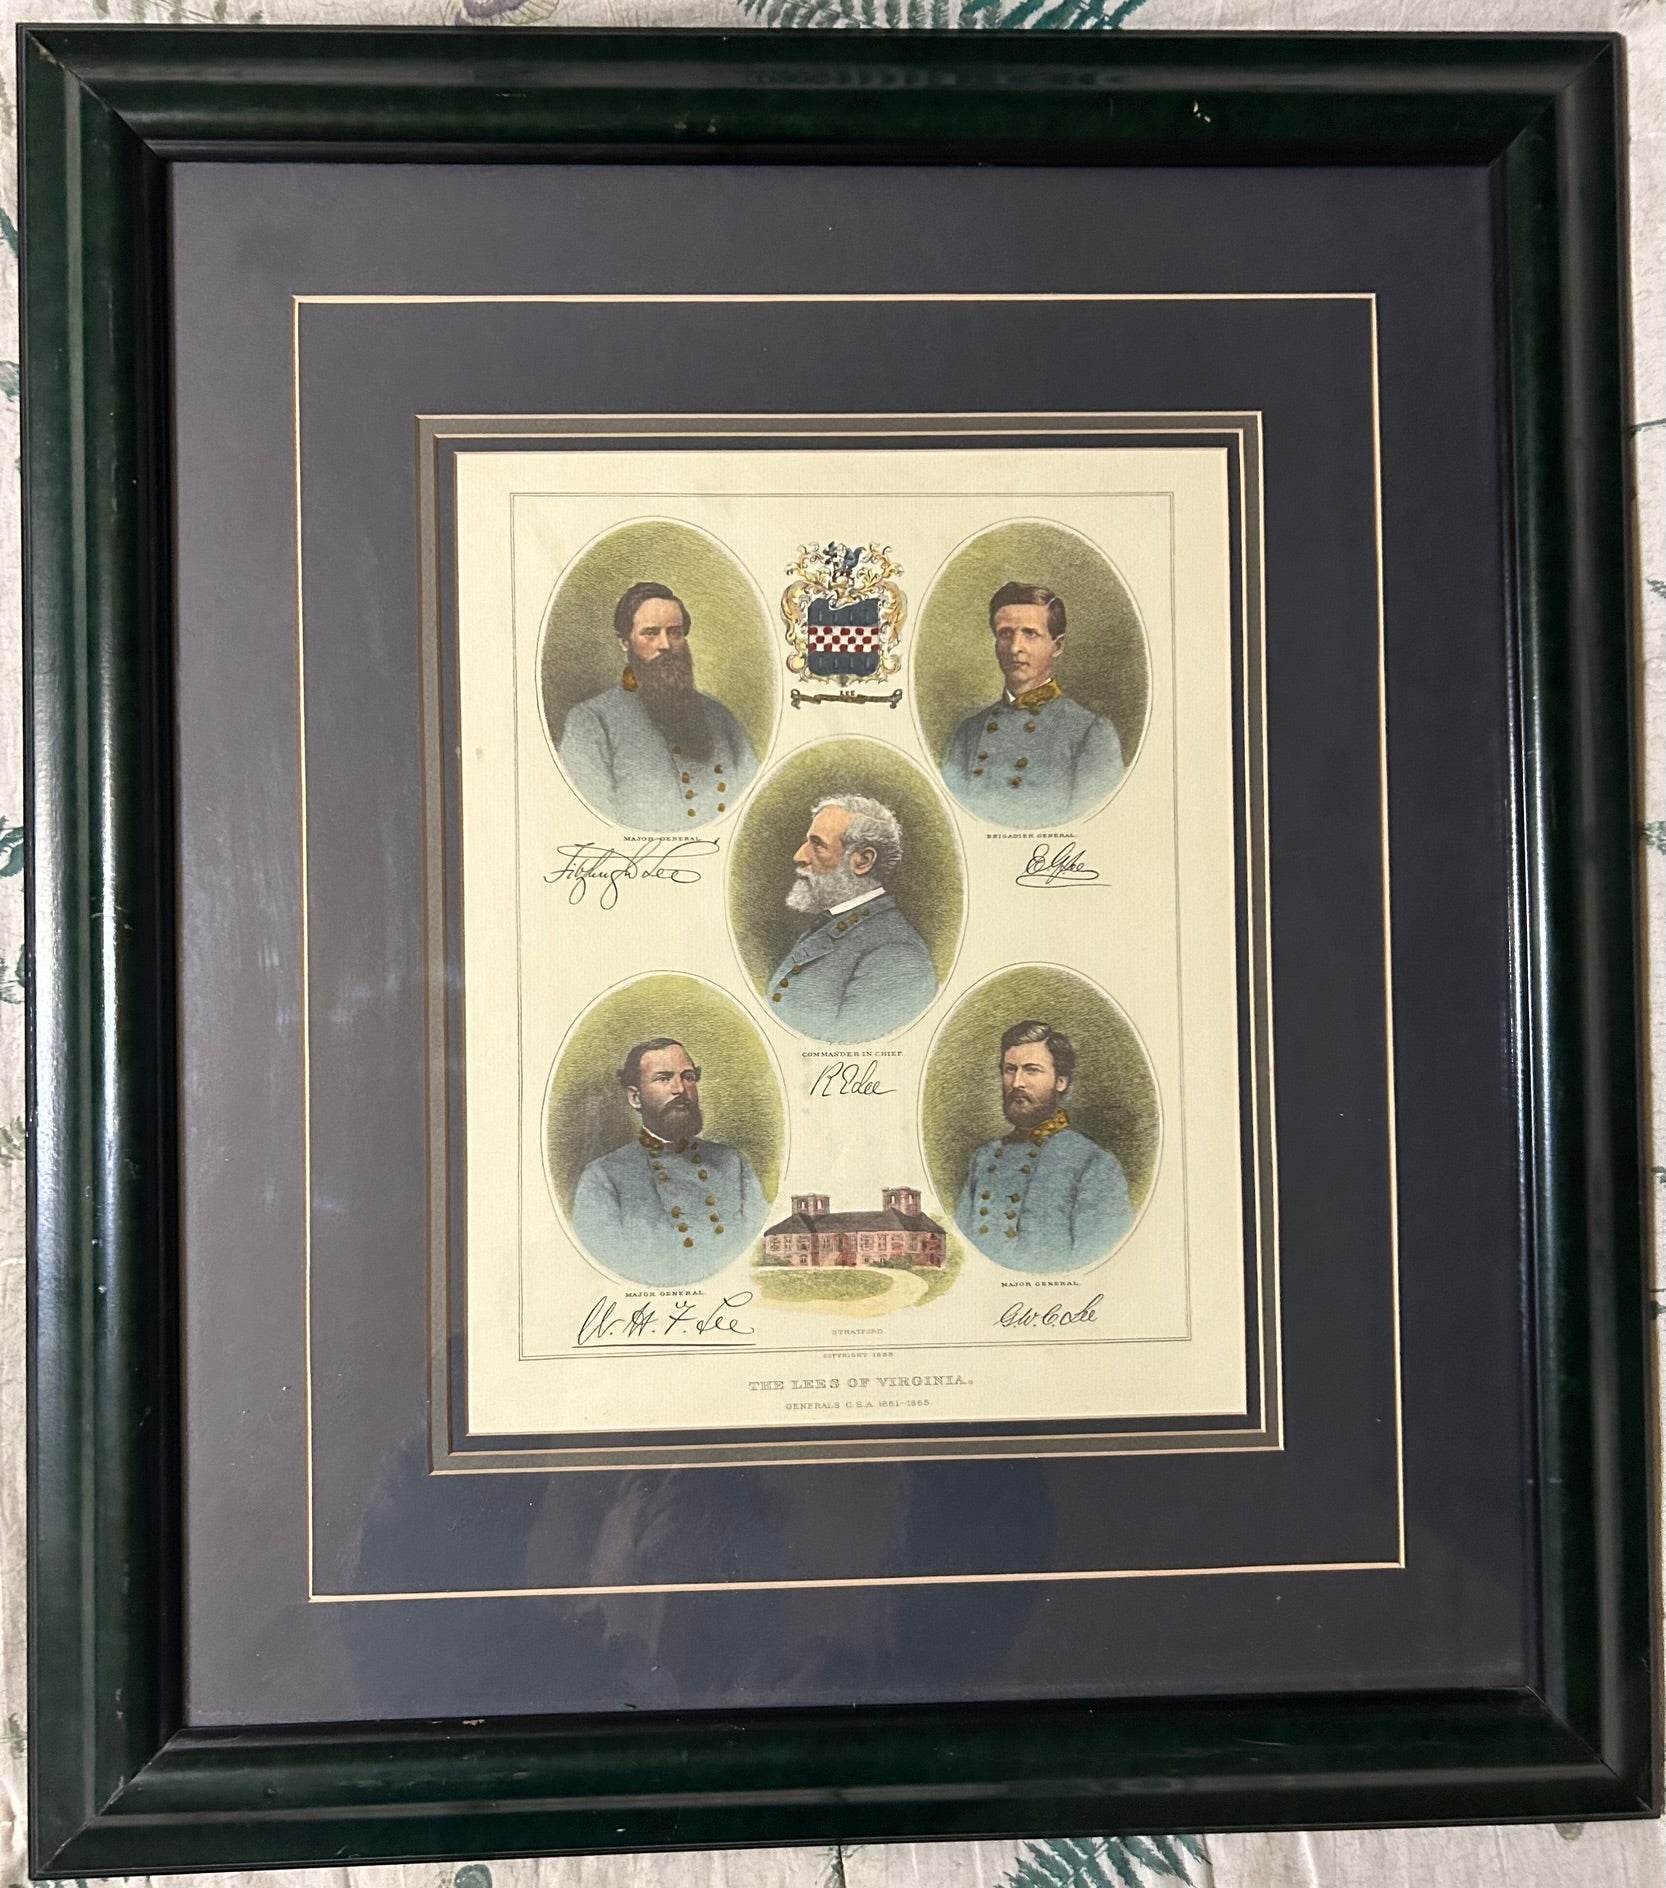 LEE
MAJOR GENERAL.
Fitzhugh Lee
BRIGADIER GENERAL.
COMMANDER IN CHIEF.
R E Lee
MAJOR GENERAL.
W. H. F. Lee
MAJOR GENERAL.
G. W. C. Lee
STRATFORD.
COPYRIGHT
THE LEES OF VIRGINIA.
GENERALS C.S.A. 1861-1865.